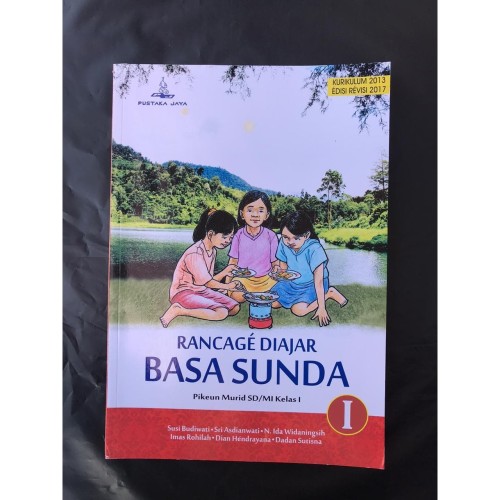 PUSTAKA JAYA
KURIKULUM 2013
EDISI REVISI 2017
RANCAGÉ DIAJAR
BASA SUNDA
Pikeun Murid SD/MI Kelas I
I
Susi Budiwati • Sri Asdianwati • N. Ida Widaningsih
Imas Rohilah • Dian Hendrayana • Dadan Sutisna